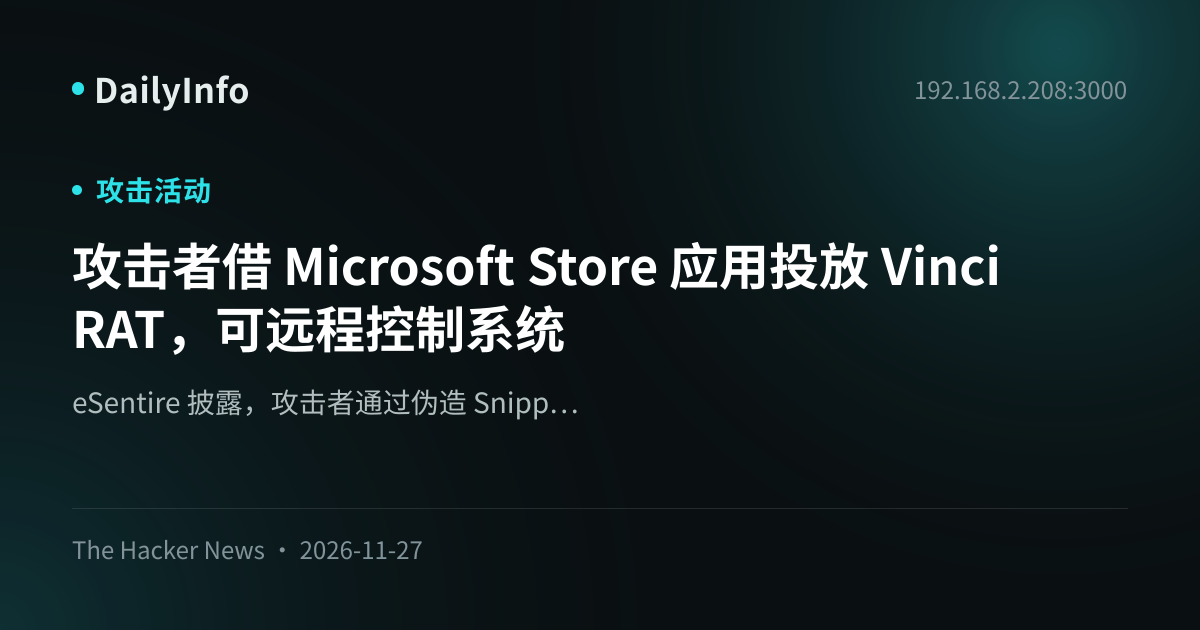 DailyInfo
192.168.2.208:3000
攻击活动
攻击者借 Microsoft Store 应用投放 Vinci
RAT，可远程控制系统
eSentire 披露，攻击者通过伪造 Snipp…
The Hacker News · 2026-11-27